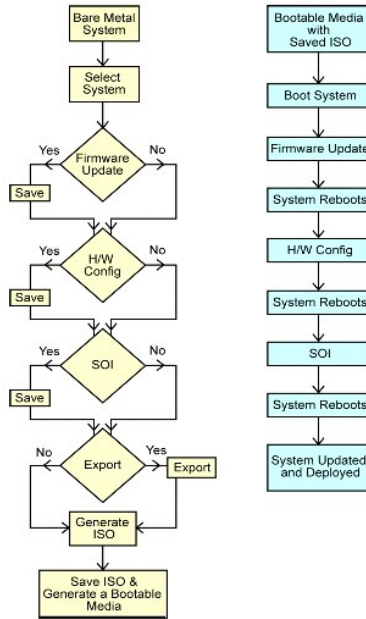 Bare Metal
System
Select
System
Firmware
Update
Yes
No
Save
H/W
Config
Yes
No
Save
SOI
Yes
No
Save
Export
No
Yes
Export
Generate
ISO
Save ISO &
Generate a Bootable
Media
Bootable Media
with
Saved ISO
Boot System
Firmware Update
System Reboots
H/W Config
System Reboots
SOI
System Reboots
System Updated
and Deployed